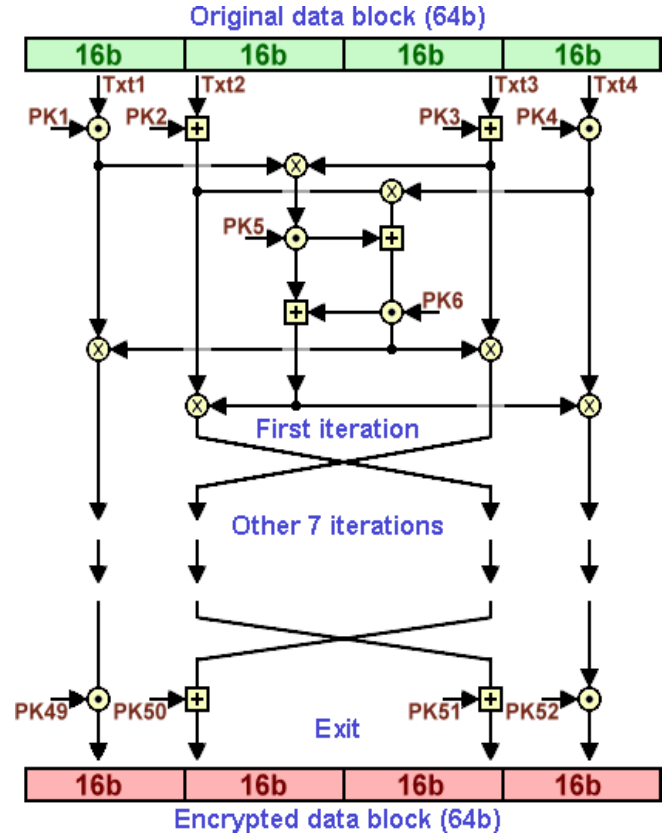 Original data block (64b)
16b 16b 16b 16b
Txt1 Txt2 Txt3 Txt4
PK1 PK2 PK3 PK4
PK5
PK6
First iteration
Other 7 iterations
PK49 PK50 PK51 PK52
Exit
16b 16b 16b 16b
Encrypted data block (64b)